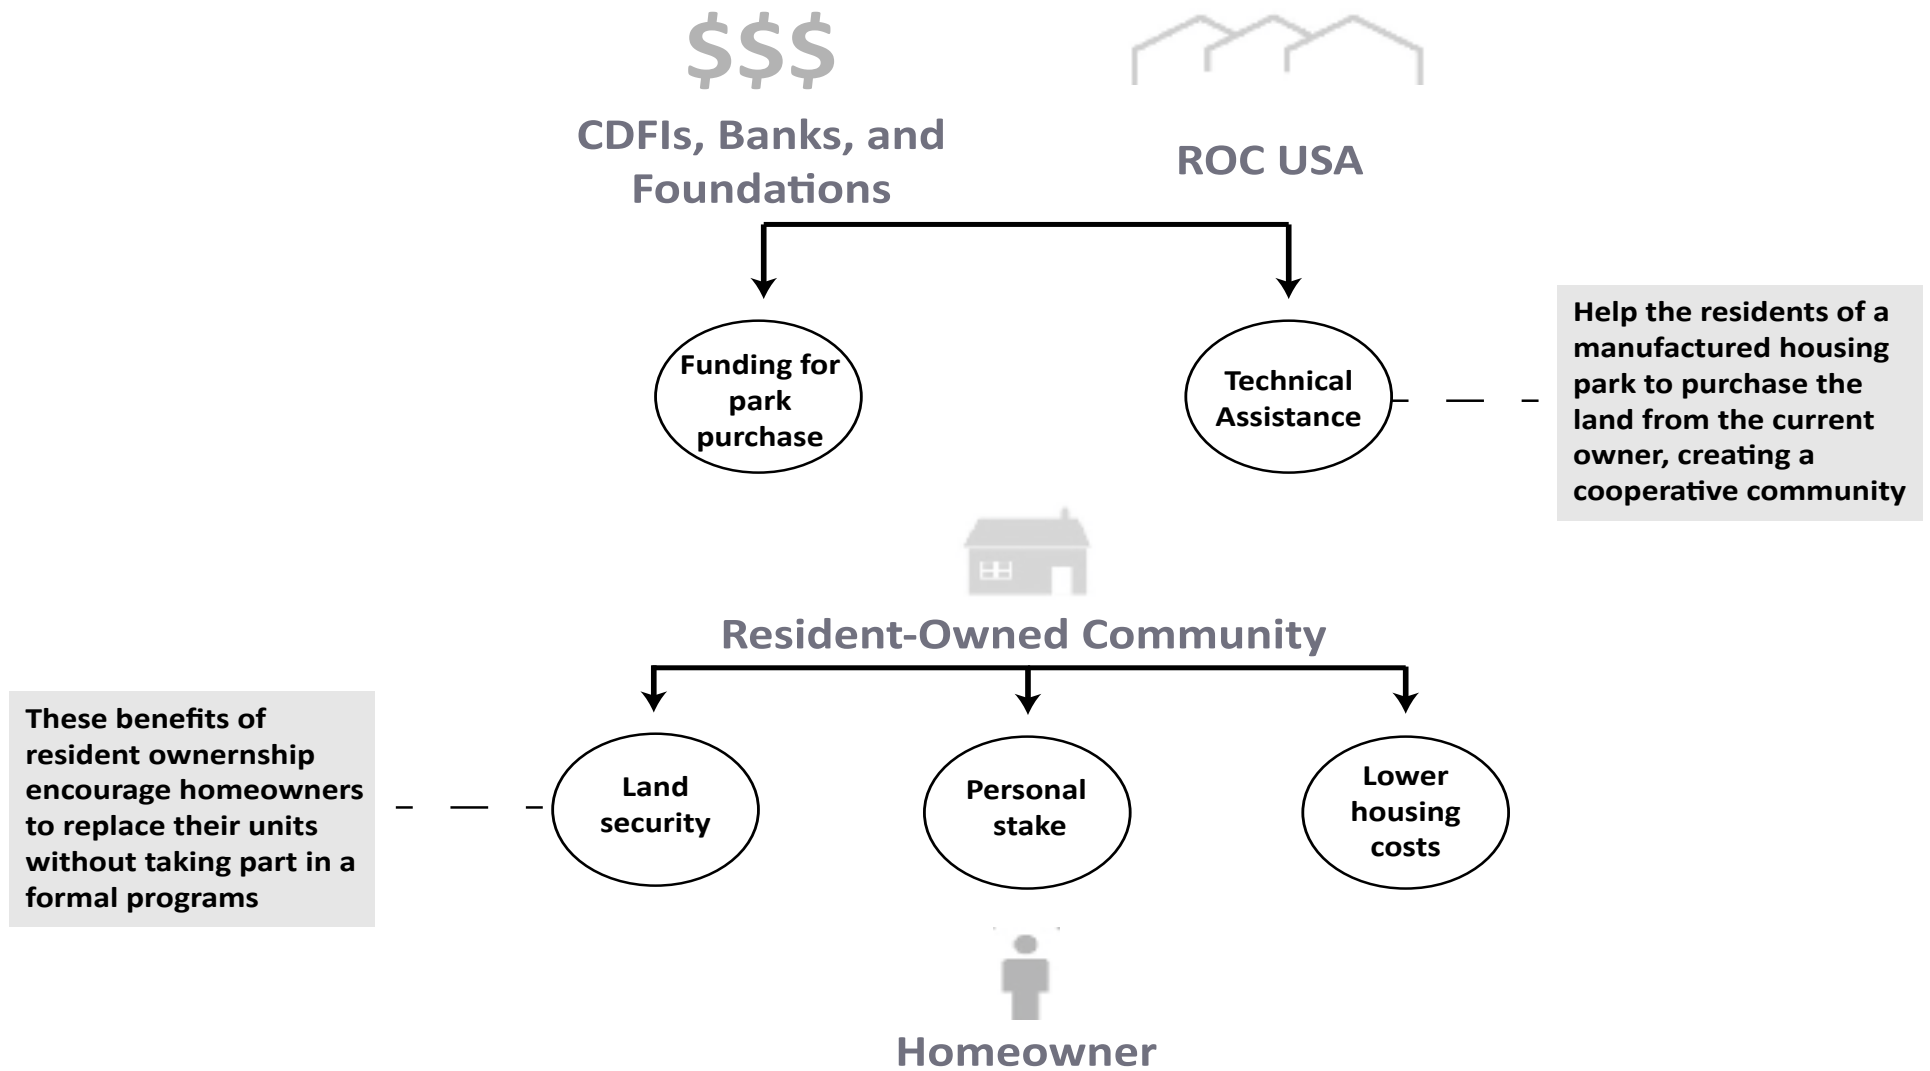 $$$
CDFIs, Banks, and
Foundations
ROC USA
Funding for
park
purchase
Technical
Assistance
Help the residents of a
manufactured housing
park to purchase the
land from the current
owner, creating a
cooperative community
Resident-Owned Community
These benefits of
resident ownernship
encourage homeowners
to replace their units
without taking part in a
formal programs
Land
security
Personal
stake
Lower
housing
costs
Homeowner